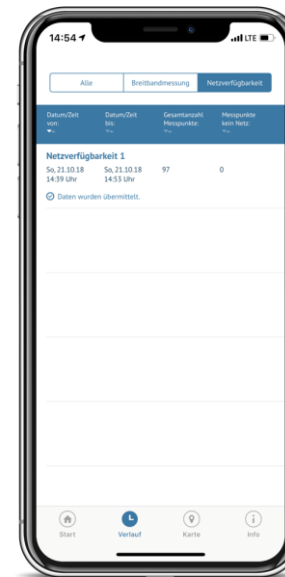 14:54 LTE
Alle Breitbandmessung Netzverfügbarkeit
Datum/Zeit Datum/Zeit Gesamtanzahl Messpunkte
von: bis: Messpunkte: kein Netz:
Netzverfügbarkeit 1
So, 21.10.18 So, 21.10.18 97 0
14:39 Uhr 14:53 Uhr
Daten wurden übermittelt.
Start Verlauf Karte Info